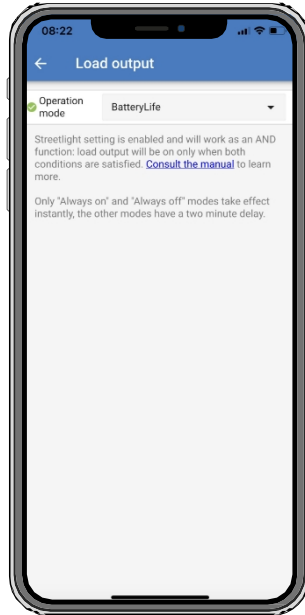 08:22
Load output
Operation
mode
BatteryLife
Streetlight setting is enabled and will work as an AND
function: load output will be on only when both
conditions are satisfied. Consult the manual to learn
more.
Only "Always on" and "Always off" modes take effect
instantly, the other modes have a two minute delay.